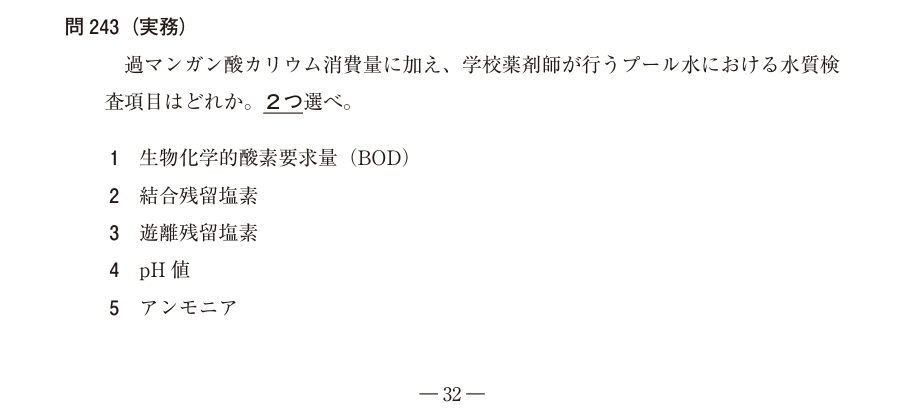 問 243（実務）
過マンガン酸カリウム消費量に加え、学校薬剤師が行うプール水における水質検
査項目はどれか。２つ選べ。
1 生物化学的酸素要求量（BOD）
2 結合残留塩素
3 遊離残留塩素
4 pH 値
5 アンモニア
— 32 —